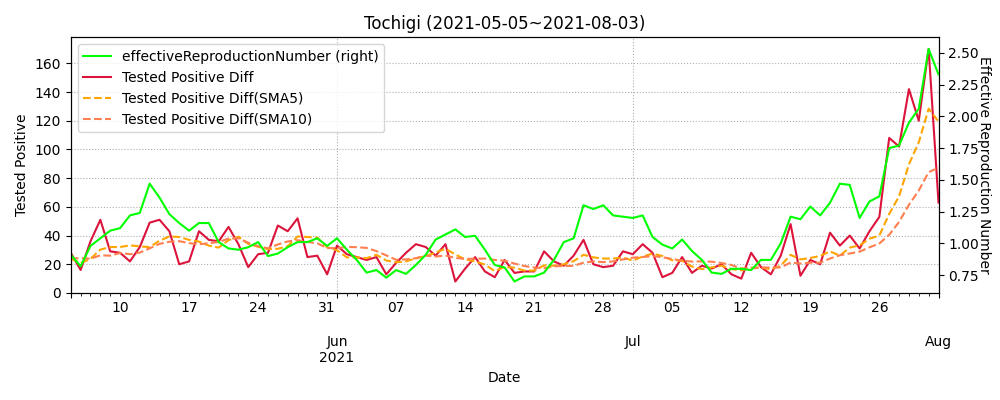 Tochigi (2021-05-05~2021-08-03)
effectiveReproductionNumber (right)
Tested Positive Diff
Tested Positive Diff(SMA5)
Tested Positive Diff(SMA10)
Tested Positive
160
140
120
100
80
60
40
20
0
2.50
2.25
2.00
1.75
1.50
1.25
1.00
0.75
Effective Reproduction Number
10 17 24 31 07 14 21 28 05 12 19 26
Jun Jul Aug
2021
Date